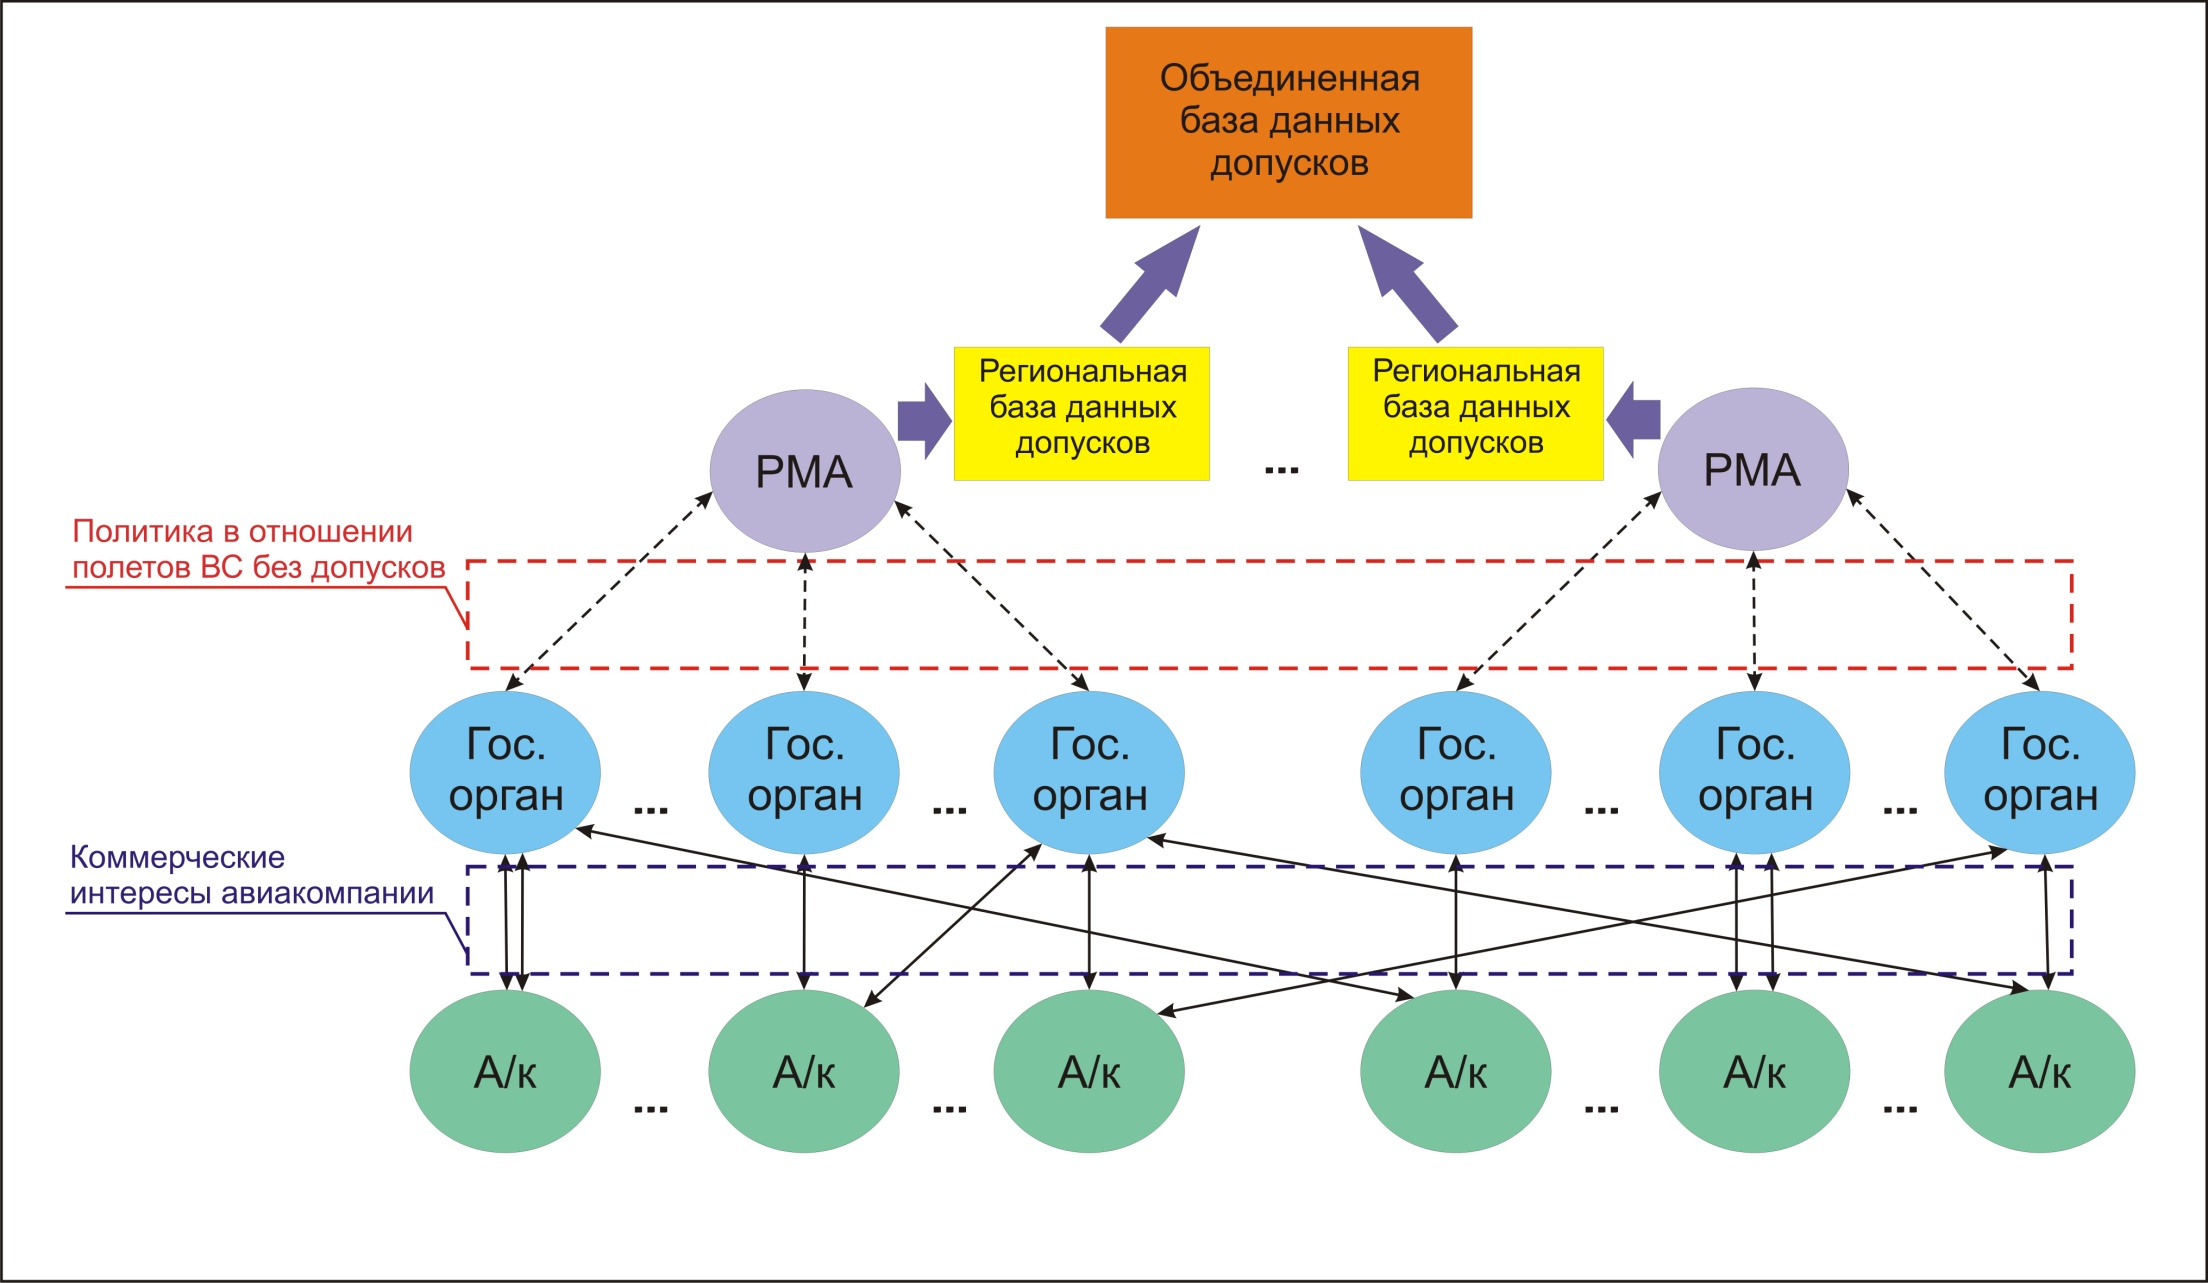 Объединенная
база данных
допусков
Региональная
база данных
допусков
Региональная
база данных
допусков
...
РМА
РМА
Политика в отношении
полетов ВС без допусков
Гос.
орган
...
Гос.
орган
...
Гос.
орган
Гос.
орган
...
Гос.
орган
...
Гос.
орган
Коммерческие
интересы авиакомпании
А/к
...
А/к
...
А/к
А/к
...
А/к
...
А/к